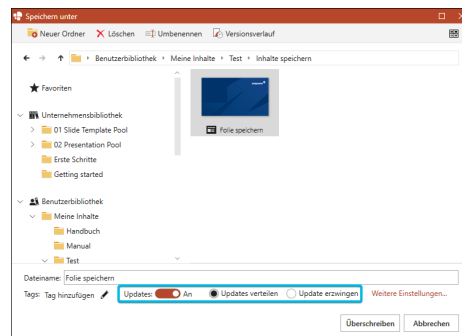 Speichern unter
Neuer Ordner Löschen Umbenennen Versionsverlauf
Benutzerbibliothek Meine Inhalte Test Inhalte speichern
Favoriten
Unternehmensbibliothek
01 Slide Template Pool
02 Presentation Pool
Erste Schritte
Getting started
Benutzerbibliothek
Meine Inhalte
Handbuch
Manual
Test
Folie speichern
Dateiname: Folie speichern
Tags: Tag hinzufügen Updates: An Updates verteilen Update erzwingen Weitere Einstellungen...
Überschreiben Abbrechen